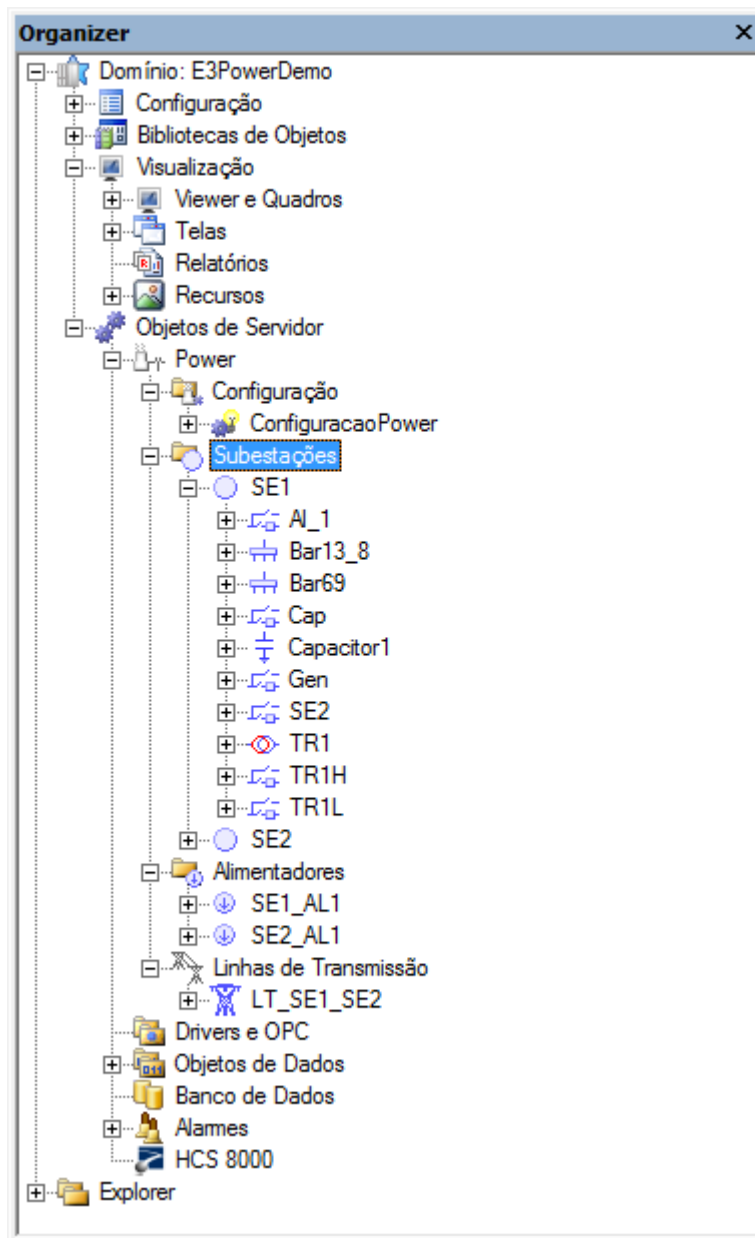 Organizer
Domínio: E3PowerDemo
Configuração
Bibliotecas de Objetos
Visualização
Viewer e Quadros
Telas
Relatórios
Recursos
Objetos de Servidor
Power
Configuração
ConfiguracaoPower
Subestações
SE1
Al_1
Bar13_8
Bar69
Cap
Capacitor1
Gen
SE2
TR1
TR1H
TR1L
SE2
Alimentadores
SE1_AL1
SE2_AL1
Linhas de Transmissão
LT_SE1_SE2
Drivers e OPC
Objetos de Dados
Banco de Dados
Alarmes
HCS 8000
Explorer